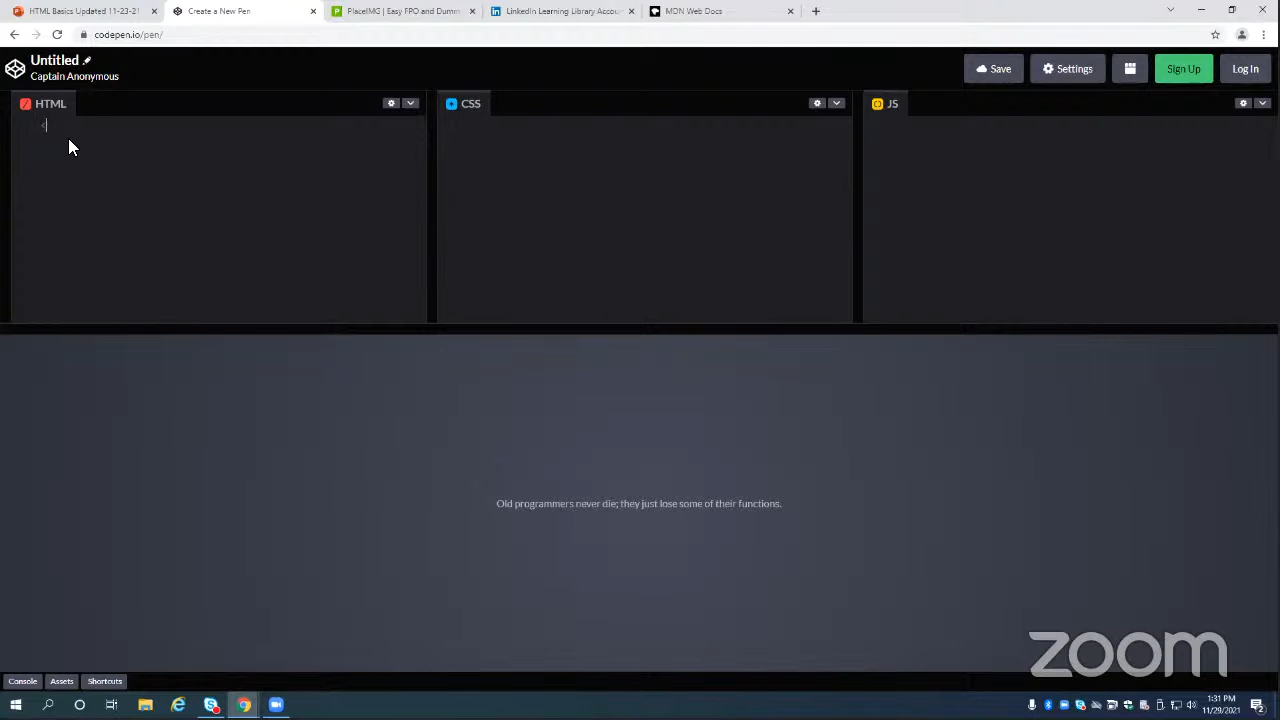 HTML Basics Updated 11-23-21
Create a New Pen
PlaceIMG | Easy FPO and Dumm
LinkedIn Learning Library Accou
MDN Web Docs
codepen.io/pen/
Untitled
Captain Anonymous
Save
Settings
Sign Up
Log In
HTML
CSS
JS
<
Old programmers never die; they just lose some of their functions.
zoom
Console
Assets
Shortcuts
1:31 PM
11/29/2021
2